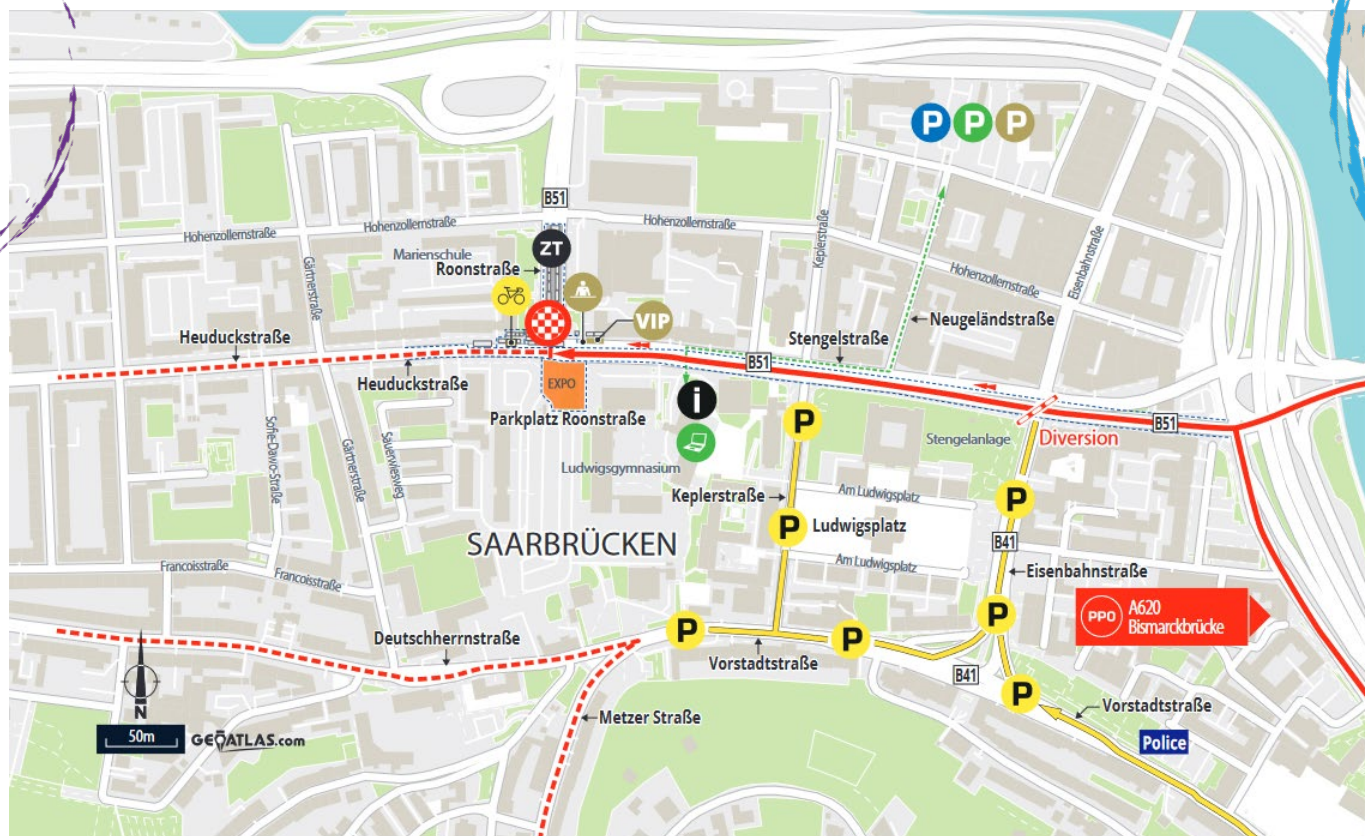 P P P
B51
Hohenzollernstraße
Hohenzollernstraße
Hohenzollernstraße
Keplerstraße
Eisenbahnstraße
Gärtnerstraße
Marienschule
ZT
Roonstraße
Hohenzollernstraße
VIP
Neugeländstraße
Heuduckstraße
Stengelstraße
B51
Heuduckstraße
EXPO
i
Parkplatz Roonstraße
P
B51
Stengelanlage
Diversion
Sofie-Dawo-Straße
Gärtnerstraße
Sauerwiesweg
Ludwigsgymnasium
Keplerstraße
Am Ludwigsplatz
P
P
Ludwigsplatz
SAARBRÜCKEN
B41
Am Ludwigsplatz
Eisenbahnstraße
Francoisstraße
Francoisstraße
PPO
A620
Bismarckbrücke
P
P
P
Deutschherrnstraße
Vorstadtstraße
B41
P
Vorstadtstraße
N
Metzer Straße
50m
GEOATLAS.com
Police